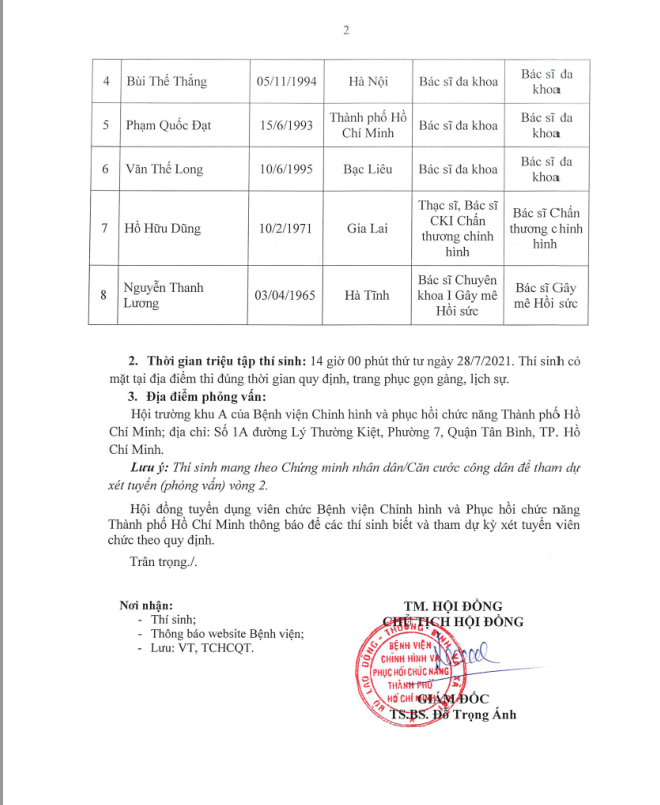 2
4 Bùi Thế Thắng 05/11/1994 Hà Nội Bác sĩ đa khoa Bác sĩ đa
khoa
5 Phạm Quốc Đạt 15/6/1993 Thành phố Hồ
Chí Minh Bác sĩ đa khoa Bác sĩ đa
khoa
6 Văn Thế Long 10/6/1995 Bạc Liêu Bác sĩ đa khoa Bác sĩ đa
khoa
7 Hồ Hữu Dũng 10/2/1971 Gia Lai Thạc sĩ, Bác sĩ
CKI Chấn
thương chỉnh
hình Bác sĩ Chấn
thương chỉnh
hình
8 Nguyễn Thanh
Lương 03/04/1965 Hà Tĩnh Bác sĩ Chuyên
khoa I Gây mê
Hồi sức Bác sĩ Gây
mê Hồi sức
2. Thời gian triệu tập thí sinh: 14 giờ 00 phút thứ tư ngày 28/7/2021. Thí sinh có
mặt tại địa điểm thi đúng thời gian quy định, trang phục gọn gàng, lịch sự.
3. Địa điểm phỏng vấn:
Hội trường khu A của Bệnh viện Chỉnh hình và phục hồi chức năng Thành phố Hồ
Chí Minh; địa chỉ: Số 1A đường Lý Thường Kiệt, Phường 7, Quận Tân Bình, TP. Hồ
Chí Minh.
Lưu ý: Thí sinh mang theo Chứng minh nhân dân/Căn cước công dân để tham dự
xét tuyển (phỏng vấn) vòng 2.
Hội đồng tuyển dụng viên chức Bệnh viện Chỉnh hình và Phục hồi chức năng
Thành phố Hồ Chí Minh thông báo để các thí sinh biết và tham dự kỳ xét tuyển viên
chức theo quy định.
Trân trọng./.
Nơi nhận:
- Thí sinh;
- Thông báo website Bệnh viện;
- Lưu: VT, TCHCQT.
TM. HỘI ĐỒNG
CHỦ TỊCH HỘI ĐỒNG
BỘ LAO ĐỘNG - THƯƠNG BINH VÀ XÃ
BỆNH VIỆN
CHỈNH HÌNH VÀ
PHỤC HỒI CHỨC NĂNG
THÀNH PHỐ
HỒ CHÍ MINH
GIÁM ĐỐC
TS.BS. Đỗ Trọng Ánh